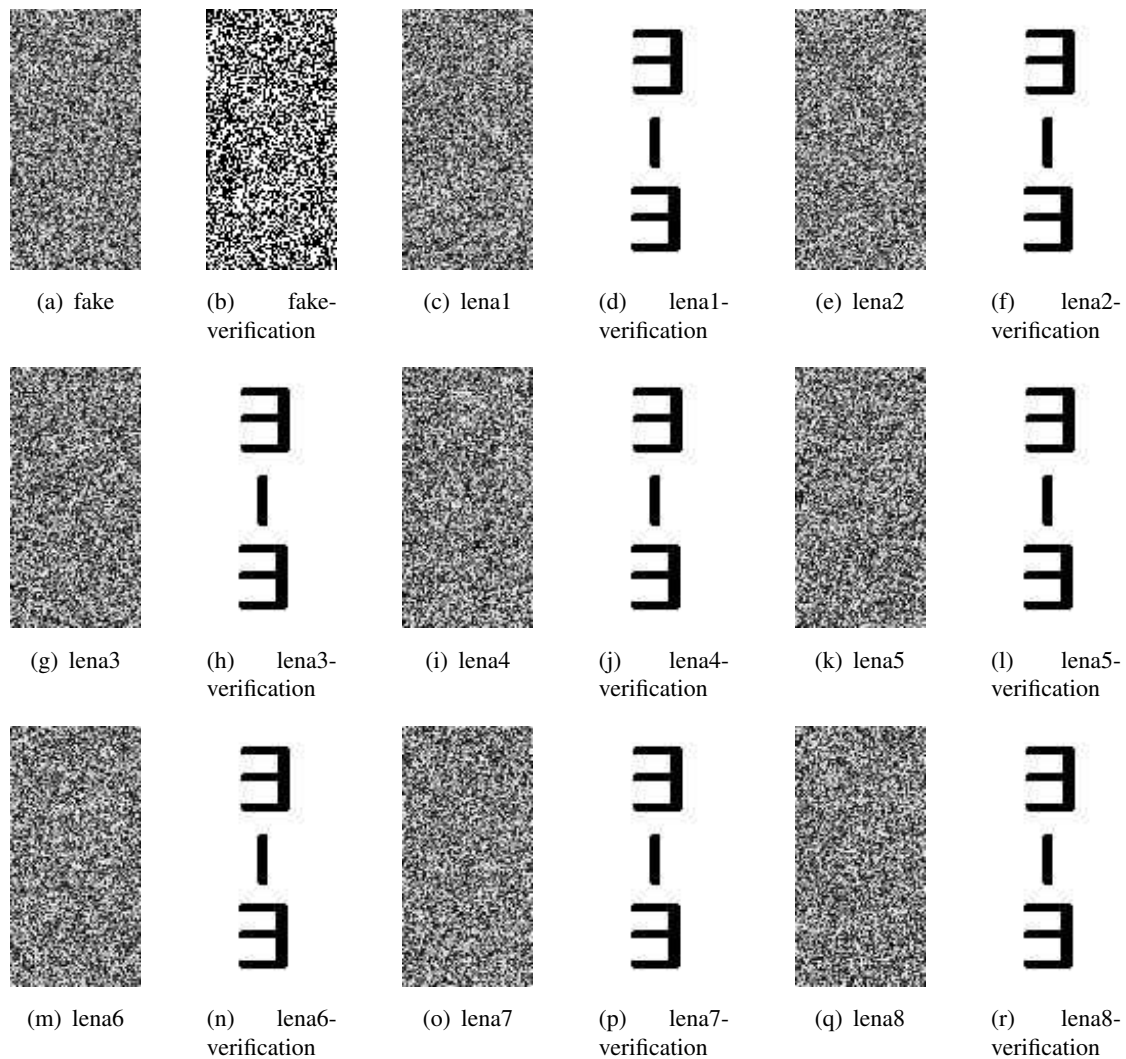 (a) fake
(b) fake-
verification
(c) lena1
(d) lena1-
verification
(e) lena2
(f) lena2-
verification
(g) lena3
(h) lena3-
verification
(i) lena4
(j) lena4-
verification
(k) lena5
(l) lena5-
verification
(m) lena6
(n) lena6-
verification
(o) lena7
(p) lena7-
verification
(q) lena8
(r) lena8-
verification